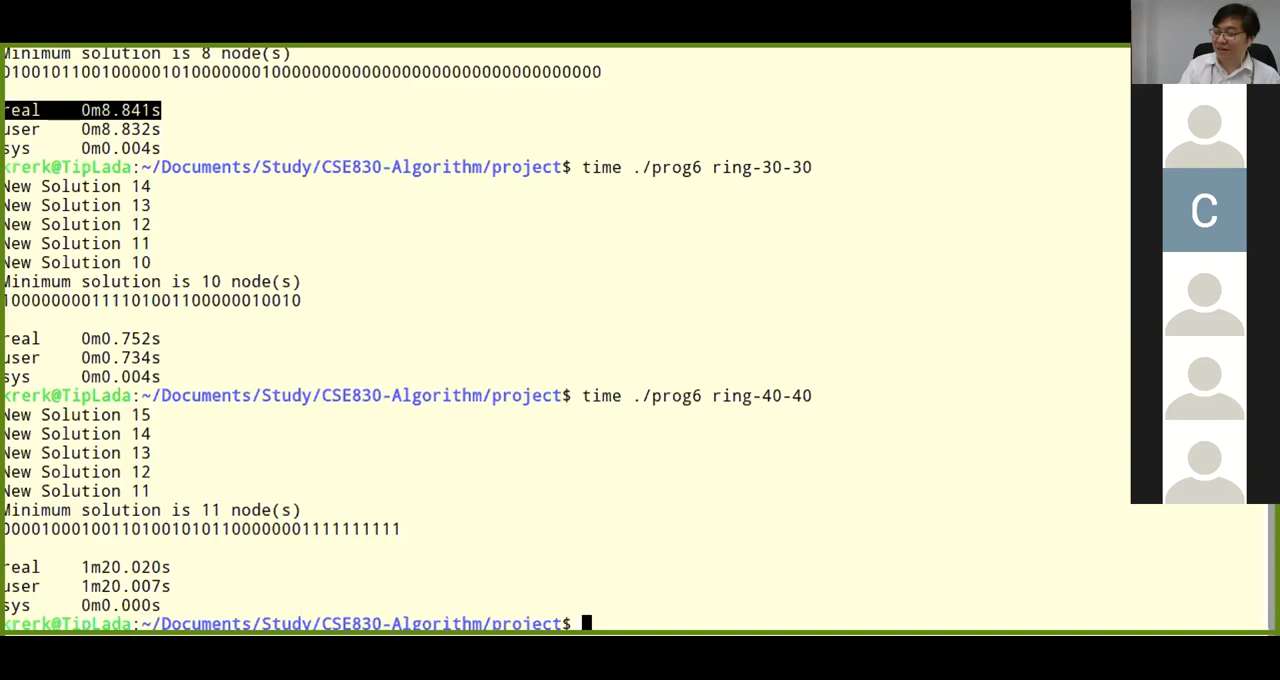 Minimum solution is 8 node(s)
real 0m8.841s
user 0m8.832s
sys 0m0.004s
krerk@TipLada:~/Documents/Study/CSE830-Algorithm/project$ time ./prog6 ring-30-30
New Solution 14
New Solution 13
New Solution 12
New Solution 11
New Solution 10
Minimum solution is 10 node(s)
100000000111101001100000010010
real 0m0.752s
user 0m0.734s
sys 0m0.004s
krerk@TipLada:~/Documents/Study/CSE830-Algorithm/project$ time ./prog6 ring-40-40
New Solution 15
New Solution 14
New Solution 13
New Solution 12
New Solution 11
Minimum solution is 11 node(s)
0000100010011010010101100000001111111111
real 1m20.020s
user 1m20.007s
sys 0m0.000s
krerk@TipLada:~/Documents/Study/CSE830-Algorithm/project$
C